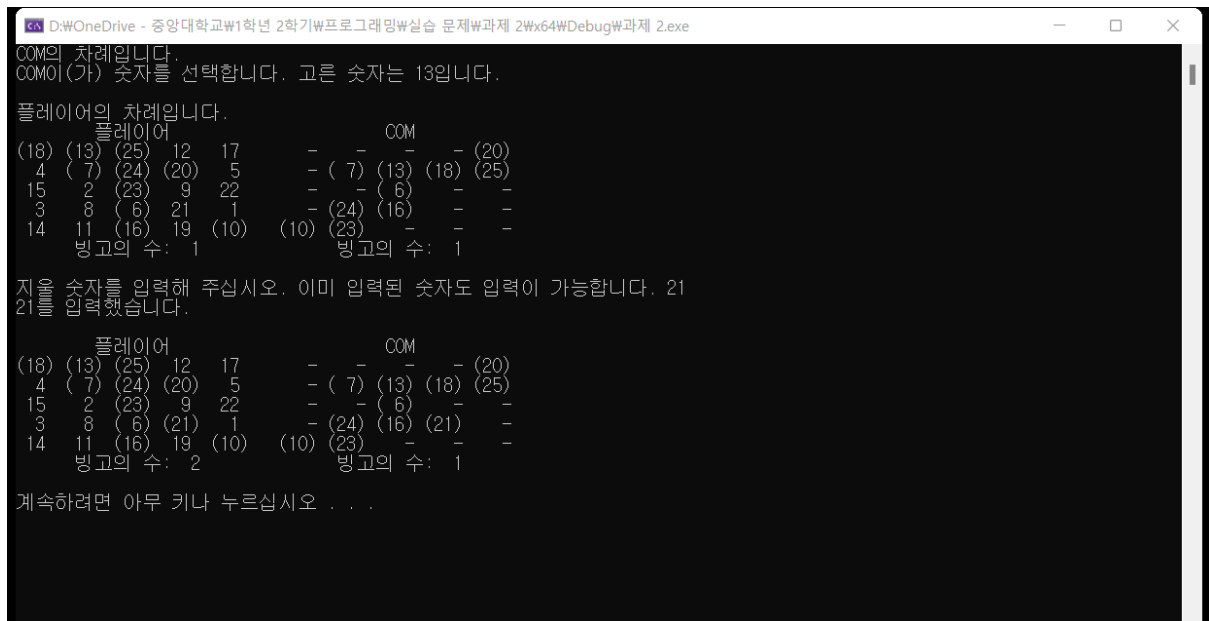 D:₩OneDrive - 중앙대학교₩1학년 2학기₩프로그래밍₩실습 문제₩과제 2₩x64₩Debug₩과제 2.exe
COM의 차례입니다.
COM이(가) 숫자를 선택합니다. 고른 숫자는 13입니다.
플레이어의 차례입니다.
플레이어 COM
(18) (13) (25) 12 17 - - - - (20)
4 ( 7) (24) (20) 5 - ( 7) (13) (18) (25)
15 2 (23) 9 22 - - ( 6) - -
3 8 ( 6) 21 1 - (24) (16) - -
14 11 (16) 19 (10) (10) (23) - - -
빙고의 수: 1 빙고의 수: 1
지울 숫자를 입력해 주십시오. 이미 입력된 숫자도 입력이 가능합니다. 21
21를 입력했습니다.
플레이어 COM
(18) (13) (25) 12 17 - - - - (20)
4 ( 7) (24) (20) 5 - ( 7) (13) (18) (25)
15 2 (23) 9 22 - - ( 6) - -
3 8 ( 6) (21) 1 - (24) (16) (21) -
14 11 (16) 19 (10) (10) (23) - - -
빙고의 수: 2 빙고의 수: 1
계속하려면 아무 키나 누르십시오 . . .